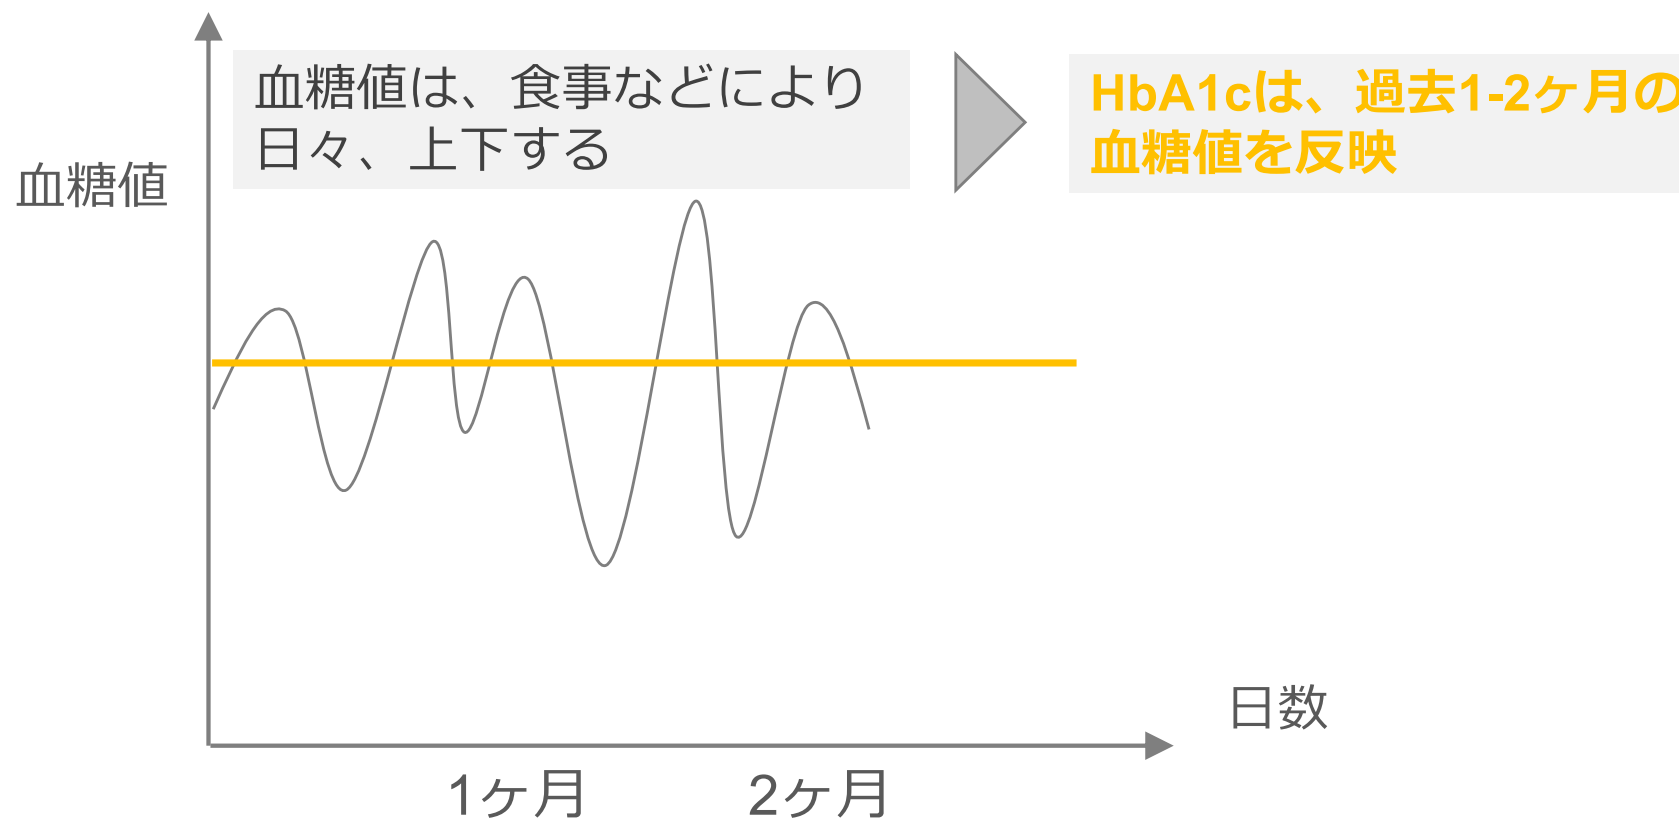 血糖値は、食事などにより
日々、上下する
HbA1cは、過去1-2ヶ月の
血糖値を反映
血糖値
日数
1ヶ月
2ヶ月